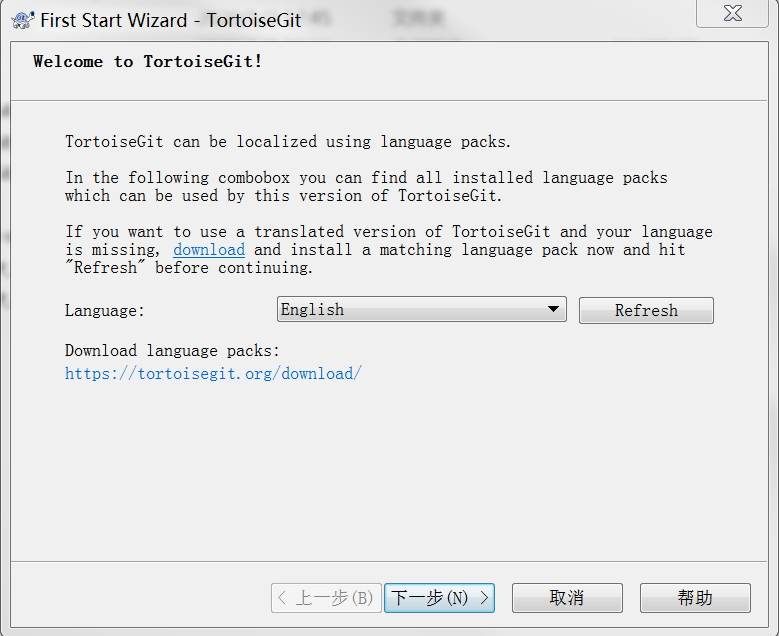 First Start Wizard - TortoiseGit
Welcome to TortoiseGit!
TortoiseGit can be localized using language packs.
In the following combobox you can find all installed language packs
which can be used by this version of TortoiseGit.
If you want to use a translated version of TortoiseGit and your language
is missing, download and install a matching language pack now and hit
"Refresh" before continuing.
Language: English Refresh
Download language packs:
https://tortoisegit.org/download/
< 上一步(B) 下一步(N) > 取消 帮助